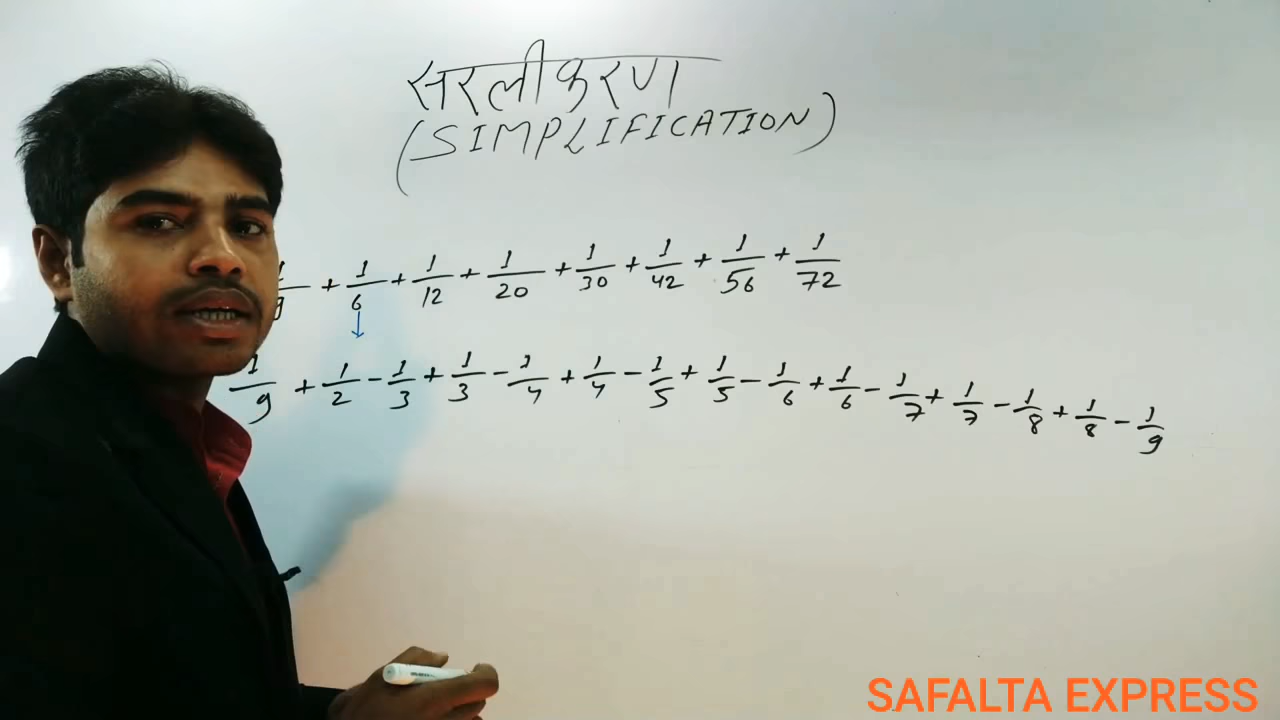 सरलीकरण
(SIMPLIFICATION)
1/9 + 1/6 + 1/12 + 1/20 + 1/30 + 1/42 + 1/56 + 1/72
1/9 + 1/2 - 1/3 + 1/3 - 1/4 + 1/4 - 1/5 + 1/5 - 1/6 + 1/6 - 1/7 + 1/7 - 1/8 + 1/8 - 1/9
SAFALTA EXPRESS